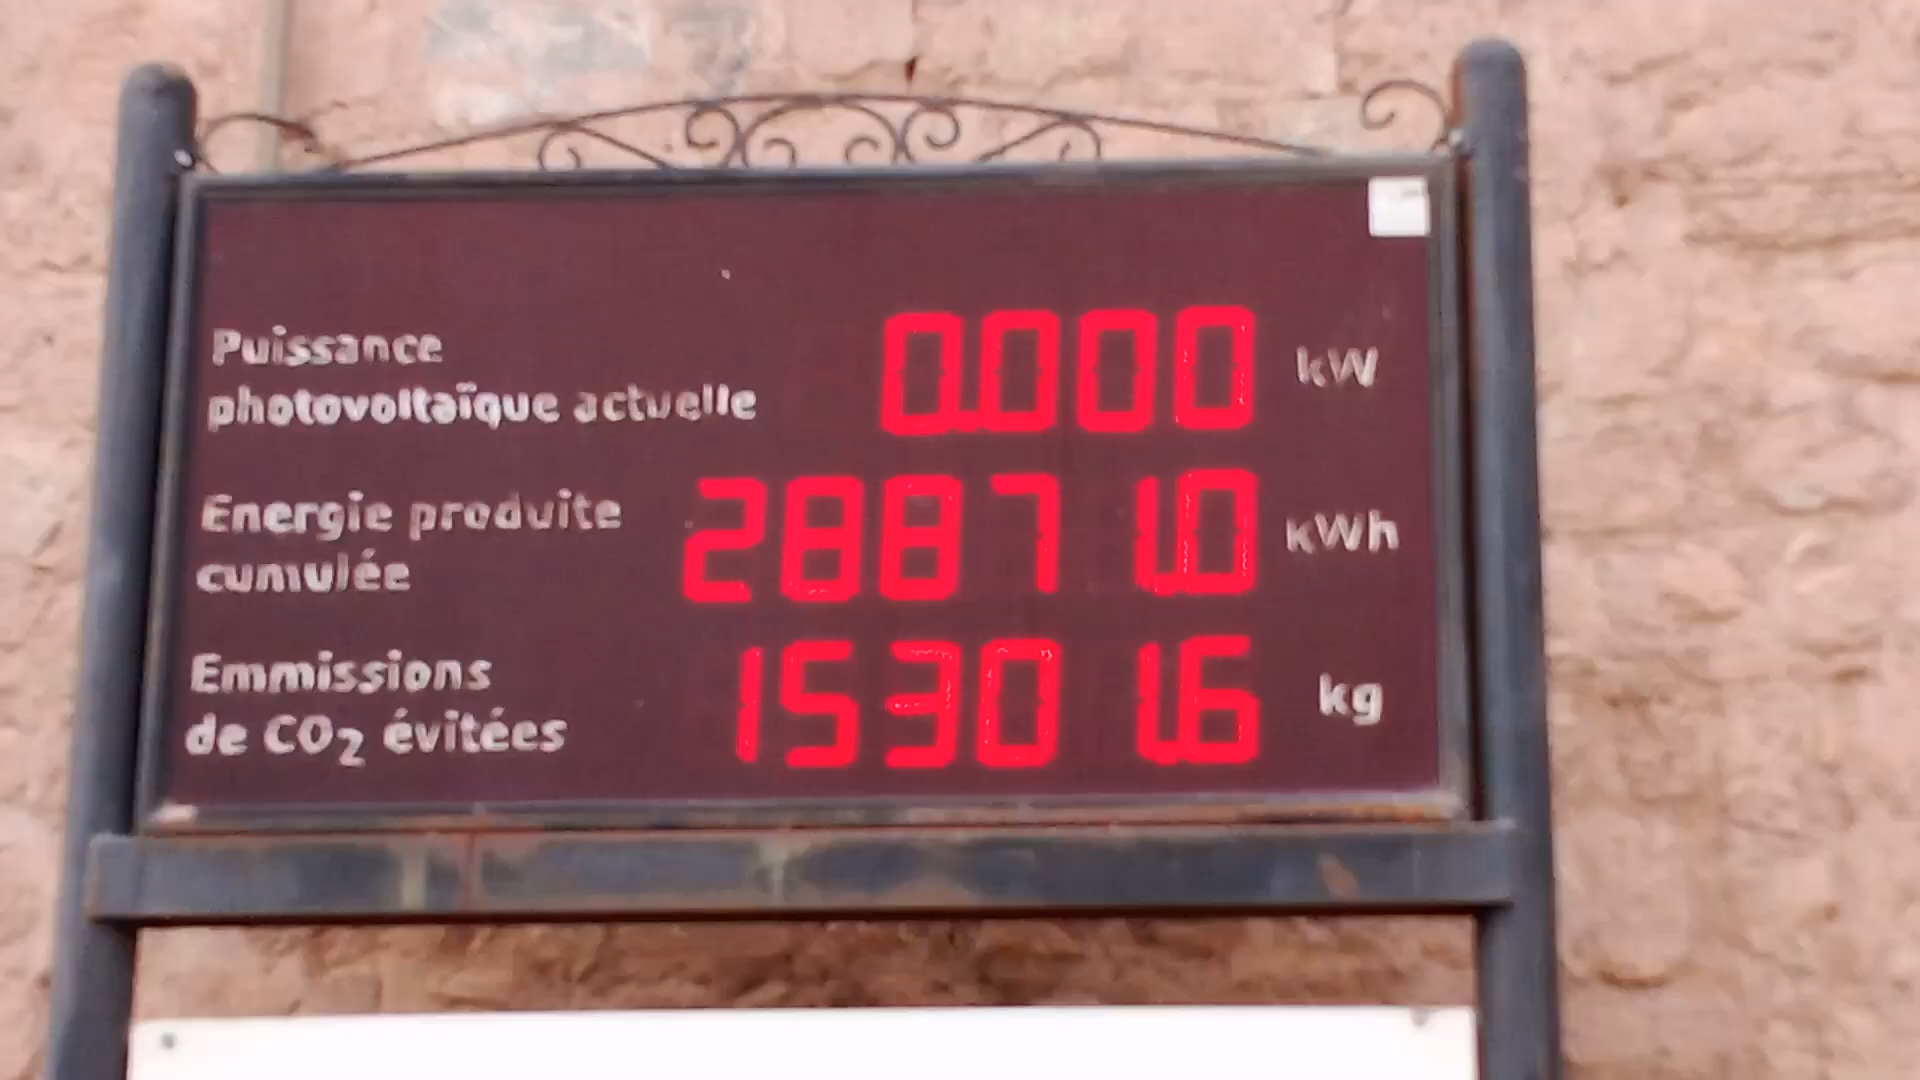 Puissance
photovoltaïque actuelle 0.000 kW
Energie produite
cumulée 28871.0 kWh
Emmissions
de CO2 évitées 15301.6 kg